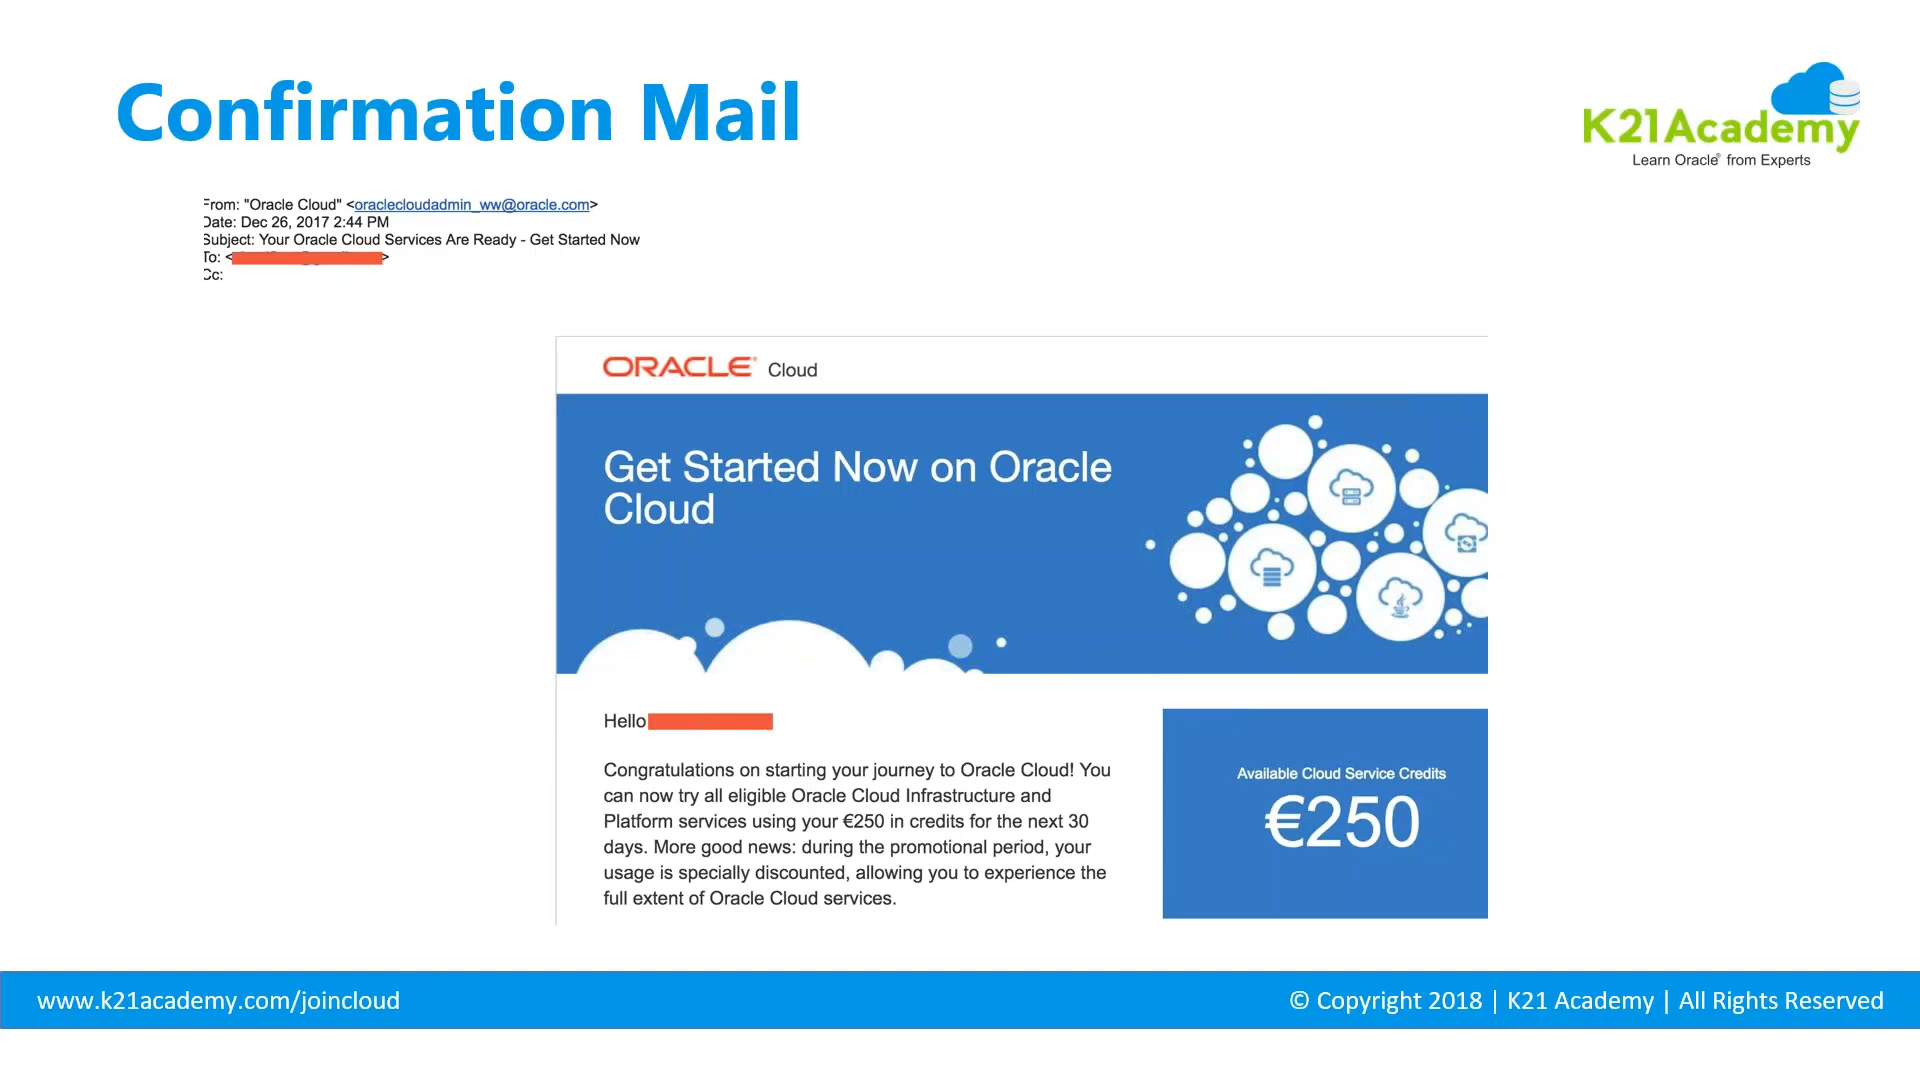 Confirmation Mail
K21Academy
Learn Oracle® from Experts
From: "Oracle Cloud" <oraclecloudadmin_ww@oracle.com>
Date: Dec 26, 2017 2:44 PM
Subject: Your Oracle Cloud Services Are Ready - Get Started Now
To: < >
Cc:
ORACLE® Cloud
Get Started Now on Oracle
Cloud
Hello
Congratulations on starting your journey to Oracle Cloud! You
can now try all eligible Oracle Cloud Infrastructure and
Platform services using your €250 in credits for the next 30
days. More good news: during the promotional period, your
usage is specially discounted, allowing you to experience the
full extent of Oracle Cloud services.
Available Cloud Service Credits
€250
www.k21academy.com/joincloud
© Copyright 2018 | K21 Academy | All Rights Reserved